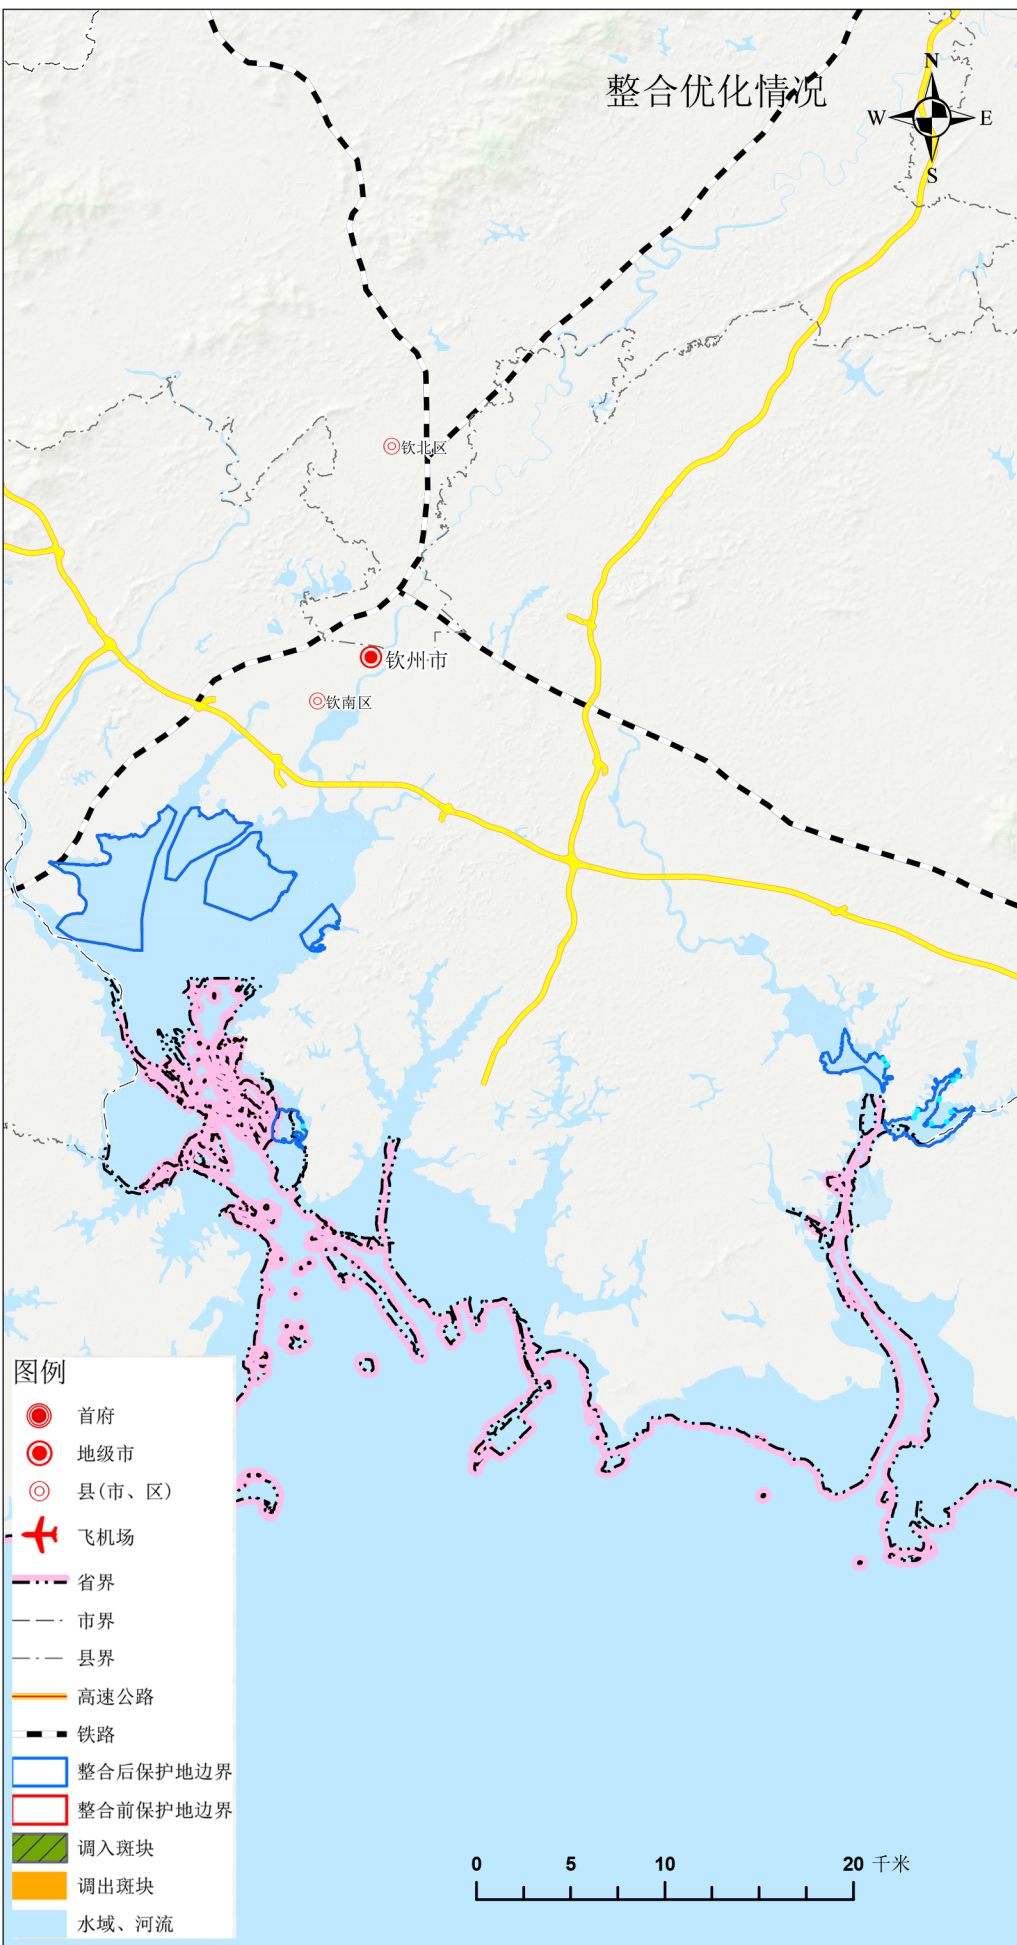 整合优化情况
N
W
E
S
钦北区
钦州市
钦南区
图例
首府
地级市
县(市、区)
飞机场
省界
市界
县界
高速公路
铁路
整合后保护地边界
整合前保护地边界
调入斑块
调出斑块
水域、河流
0 5 10 20 千米